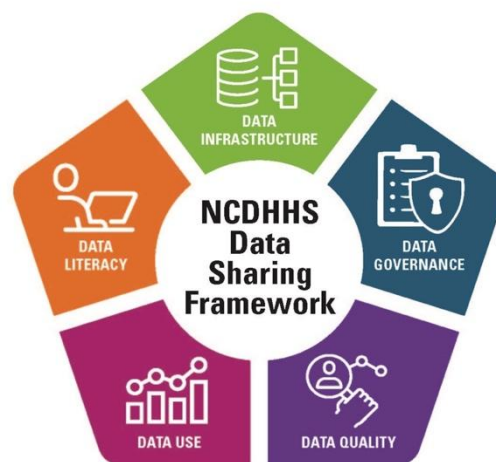 DATA
INFRASTRUCTURE
DATA
LITERACY
NCDHHS
Data
Sharing
Framework
DATA
GOVERNANCE
DATA USE
DATA QUALITY